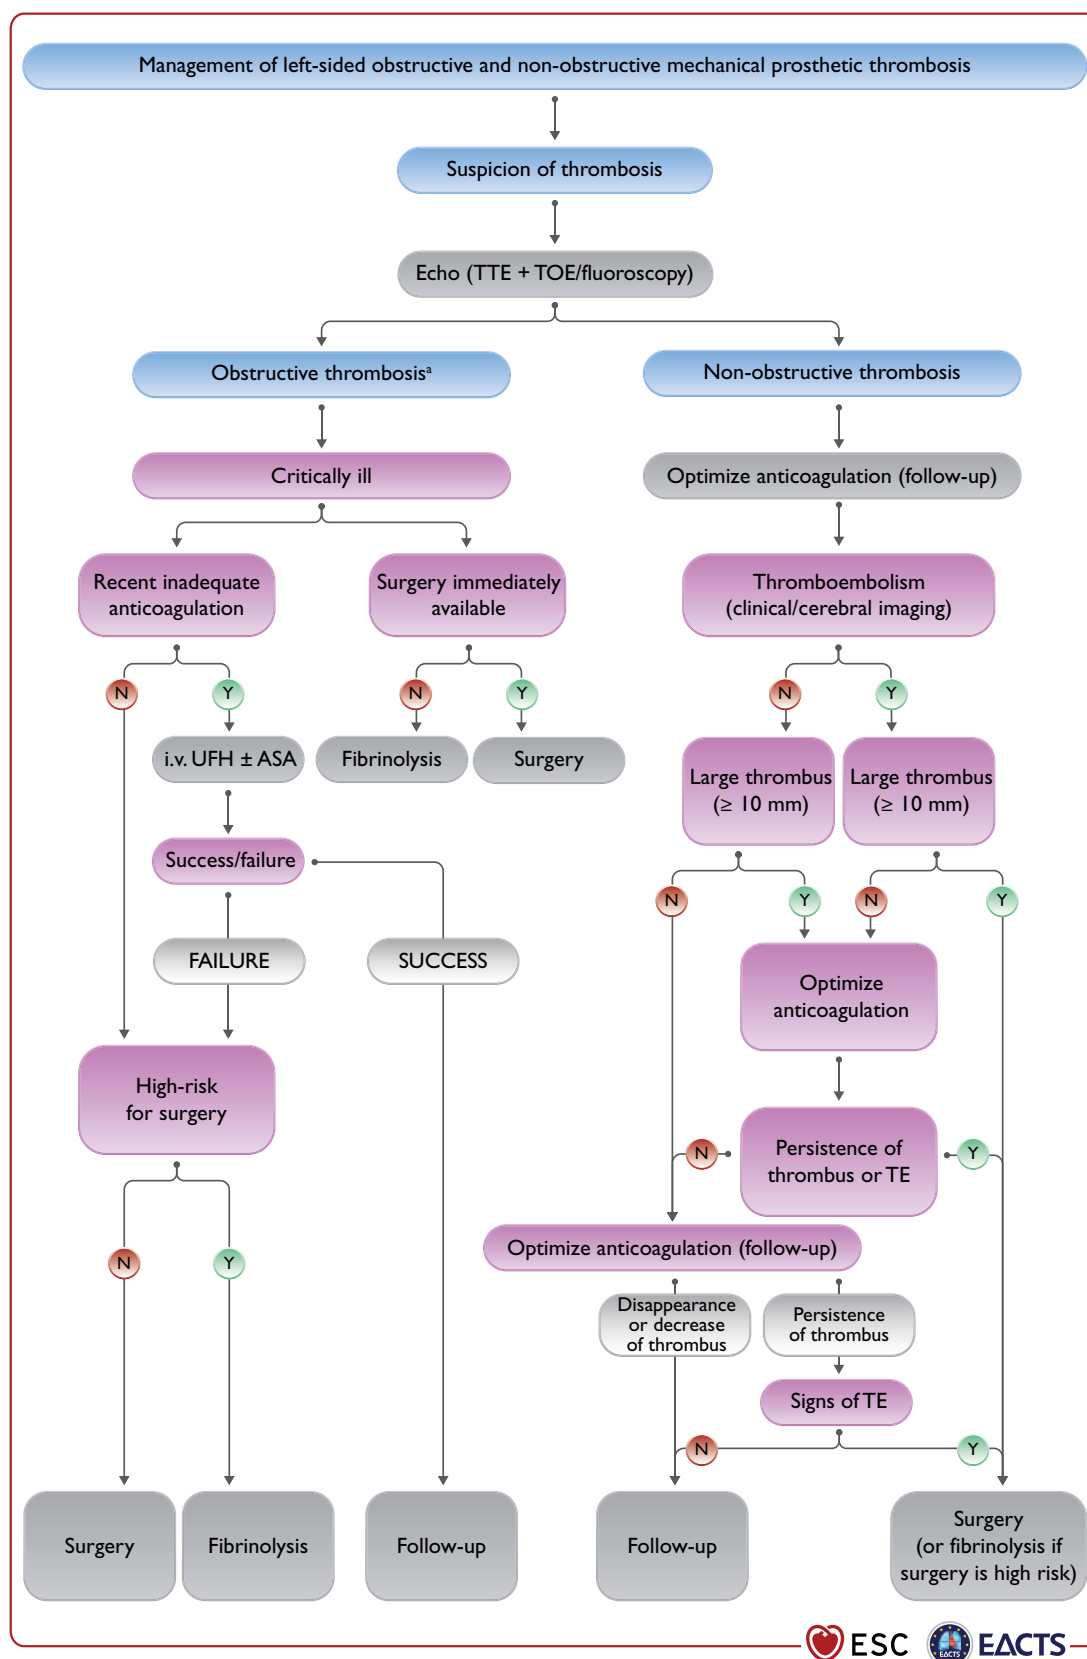 Management of left-sided obstructive and non-obstructive mechanical prosthetic thrombosis
Suspicion of thrombosis
Echo (TTE + TOE/fluoroscopy)
Obstructive thrombosisᵃ
Non-obstructive thrombosis
Critically ill
Optimize anticoagulation (follow-up)
Recent inadequate
anticoagulation
Surgery immediately
available
Thromboembolism
(clinical/cerebral imaging)
N
Y
N
Y
N
Y
i.v. UFH ± ASA
Fibrinolysis
Surgery
Large thrombus
(≥ 10 mm)
Large thrombus
(≥ 10 mm)
Success/failure
N
Y
N
Y
FAILURE
SUCCESS
Optimize
anticoagulation
High-risk
for surgery
N
Persistence of
thrombus or TE
Y
Optimize anticoagulation (follow-up)
N
Y
Disappearance
or decrease
of thrombus
Persistence
of thrombus
Signs of TE
N
Y
Surgery
Fibrinolysis
Follow-up
Follow-up
Surgery
(or fibrinolysis if
surgery is high risk)
ESC
EACTS
EΔCTS